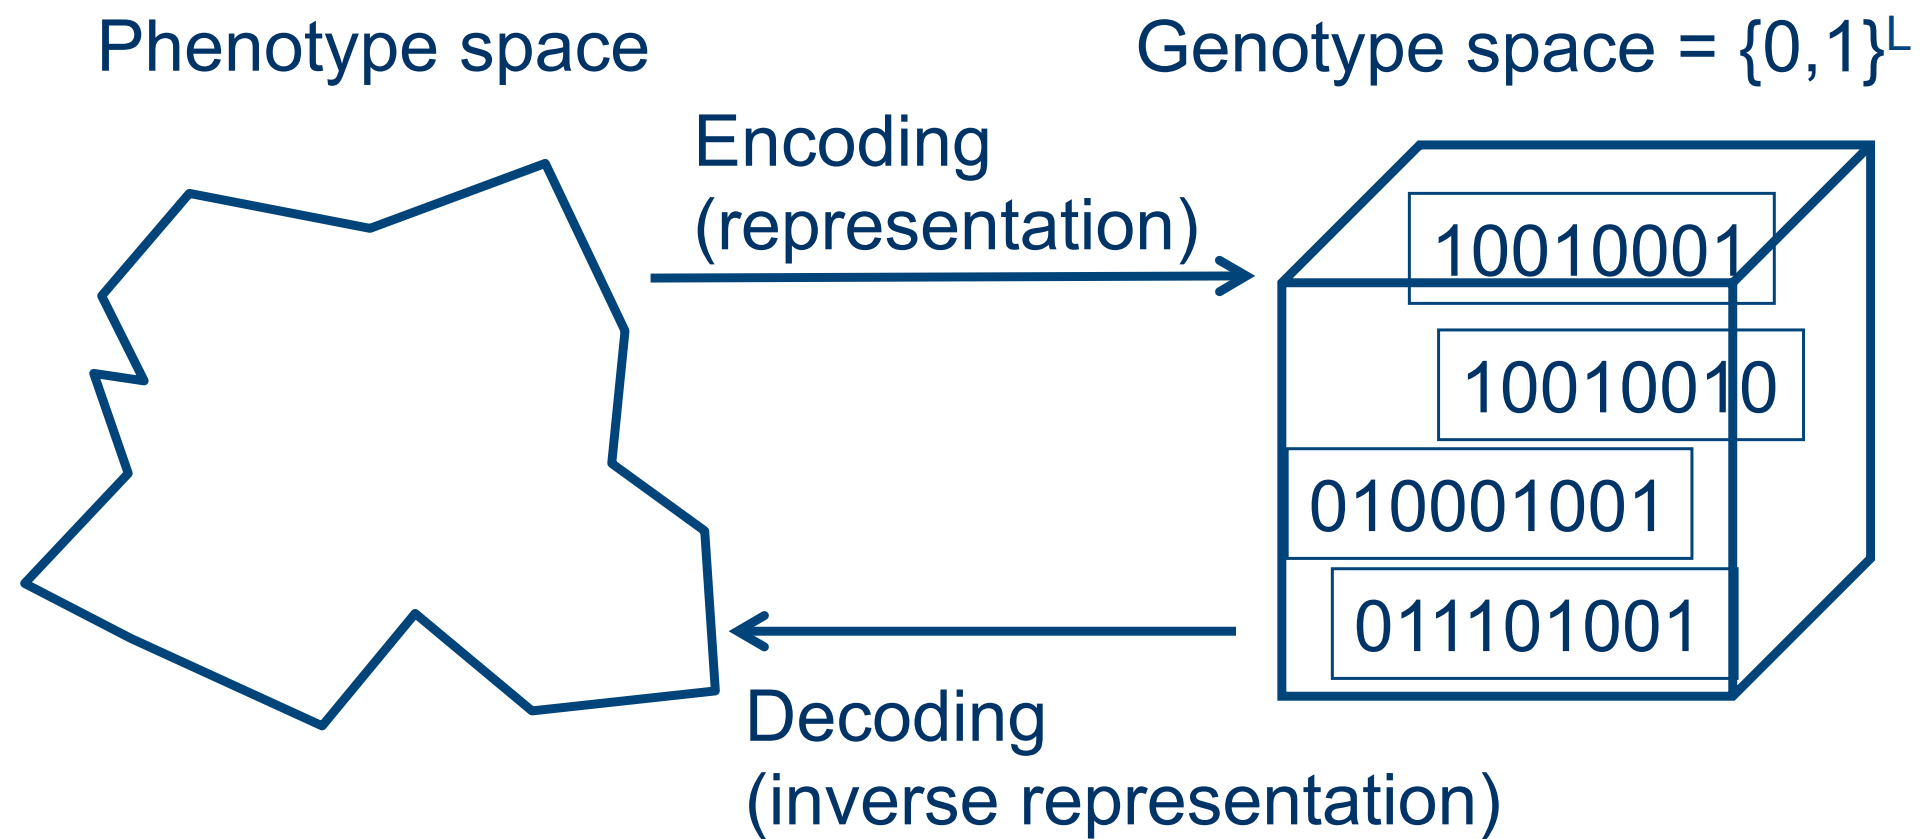 Phenotype space
Genotype space = {0,1}ᴸ
Encoding
(representation)
10010001
10010010
010001001
011101001
Decoding
(inverse representation)